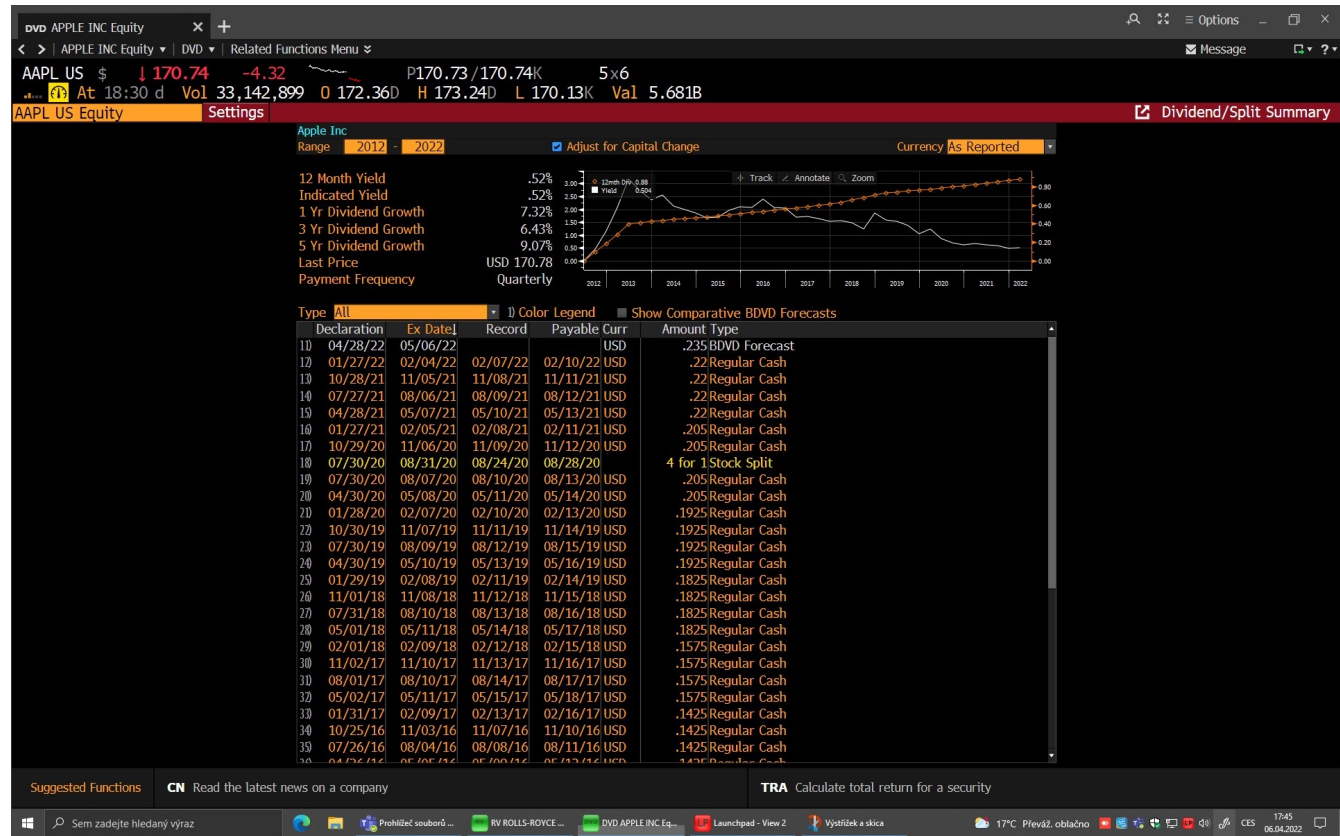 DVD APPLE INC Equity × +
Options
< > APPLE INC Equity DVD Related Functions Menu
Message ?
AAPL US $ ↓170.74 -4.32 P170.73/170.74K 5x6
At 18:30 d Vol 33,142,899 O 172.36D H 173.24D L 170.13K Val 5.681B
AAPL US Equity Settings Dividend/Split Summary
Apple Inc
Range 2012 - 2022 Adjust for Capital Change Currency As Reported
12 Month Yield .52%
Indicated Yield .52%
1 Yr Dividend Growth 7.32%
3 Yr Dividend Growth 6.43%
5 Yr Dividend Growth 9.07%
Last Price USD 170.78
Payment Frequency Quarterly
Track Annotate Zoom
12mth Div 0.88
Yield 0.504
3.00
2.50
2.00
1.50
1.00
0.50
0.00
0.80
0.60
0.40
0.20
0.00
2012 2013 2014 2015 2016 2017 2018 2019 2020 2021 2022
Type All 1) Color Legend Show Comparative BDVD Forecasts
Declaration Ex Date↓ Record Payable Curr Amount Type
11) 04/28/22 05/06/22 USD .235 BDVD Forecast
12) 01/27/22 02/04/22 02/07/22 02/10/22 USD .22 Regular Cash
13) 10/28/21 11/05/21 11/08/21 11/11/21 USD .22 Regular Cash
14) 07/27/21 08/06/21 08/09/21 08/12/21 USD .22 Regular Cash
15) 04/28/21 05/07/21 05/10/21 05/13/21 USD .22 Regular Cash
16) 01/27/21 02/05/21 02/08/21 02/11/21 USD .205 Regular Cash
17) 10/29/20 11/06/20 11/09/20 11/12/20 USD .205 Regular Cash
18) 07/30/20 08/31/20 08/24/20 08/28/20 4 for 1 Stock Split
19) 07/30/20 08/07/20 08/10/20 08/13/20 USD .205 Regular Cash
20) 04/30/20 05/08/20 05/11/20 05/14/20 USD .205 Regular Cash
21) 01/28/20 02/07/20 02/10/20 02/13/20 USD .1925 Regular Cash
22) 10/30/19 11/07/19 11/11/19 11/14/19 USD .1925 Regular Cash
23) 07/30/19 08/09/19 08/12/19 08/15/19 USD .1925 Regular Cash
24) 04/30/19 05/10/19 05/13/19 05/16/19 USD .1925 Regular Cash
25) 01/29/19 02/08/19 02/11/19 02/14/19 USD .1825 Regular Cash
26) 11/01/18 11/08/18 11/12/18 11/15/18 USD .1825 Regular Cash
27) 07/31/18 08/10/18 08/13/18 08/16/18 USD .1825 Regular Cash
28) 05/01/18 05/11/18 05/14/18 05/17/18 USD .1825 Regular Cash
29) 02/01/18 02/09/18 02/12/18 02/15/18 USD .1575 Regular Cash
30) 11/02/17 11/10/17 11/13/17 11/16/17 USD .1575 Regular Cash
31) 08/01/17 08/10/17 08/14/17 08/17/17 USD .1575 Regular Cash
32) 05/02/17 05/11/17 05/15/17 05/18/17 USD .1575 Regular Cash
33) 01/31/17 02/09/17 02/13/17 02/16/17 USD .1425 Regular Cash
34) 10/25/16 11/03/16 11/07/16 11/10/16 USD .1425 Regular Cash
35) 07/26/16 08/04/16 08/08/16 08/11/16 USD .1425 Regular Cash
Suggested Functions CN Read the latest news on a company TRA Calculate total return for a security
Sem zadejte hledaný výraz Prohlížeč souborů ... RV ROLLS-ROYCE ... DVD APPLE INC Eq... Launchpad - View 2 Výstřižek a skica 17°C Převáž. oblačno CES 17:45
06.04.2022